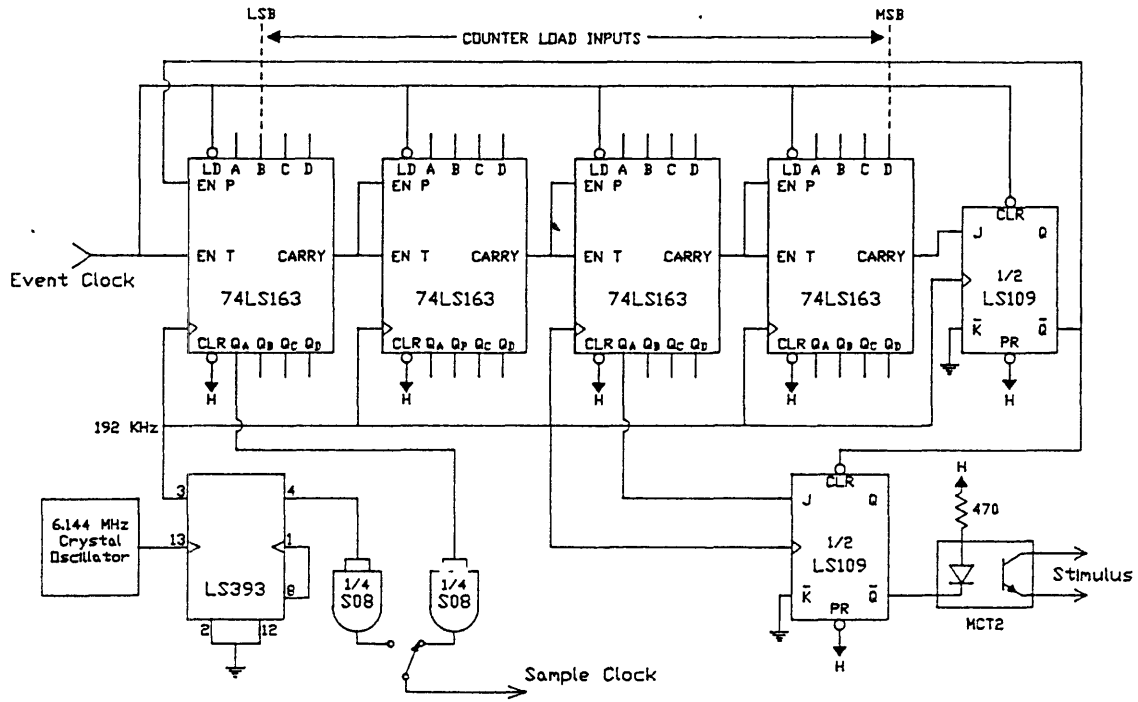 LSB MSB
COUNTER LOAD INPUTS
LD A B C D LD A B C D LD A B C D LD A B C D
EN P EN P EN P EN P
CLR
J Q
Event Clock
EN T CARRY EN T CARRY EN T CARRY EN T CARRY
1/2
LS109
74LS163 74LS163 74LS163 74LS163
K̅ Q̅
CLR QA QB QC QD CLR QA QP QC QD CLR QA QB QC QD CLR QA QB QC QD
PR
H H H H H
192 KHz
3 4
6.144 MHz
Crystal
Oscillator
13 1
LS393
8
2 12
1/4
S08
1/4
S08
CLR
J Q
1/2
LS109
K̅ Q̅
PR
H
H
470
MCT2
Stimulus
Sample Clock